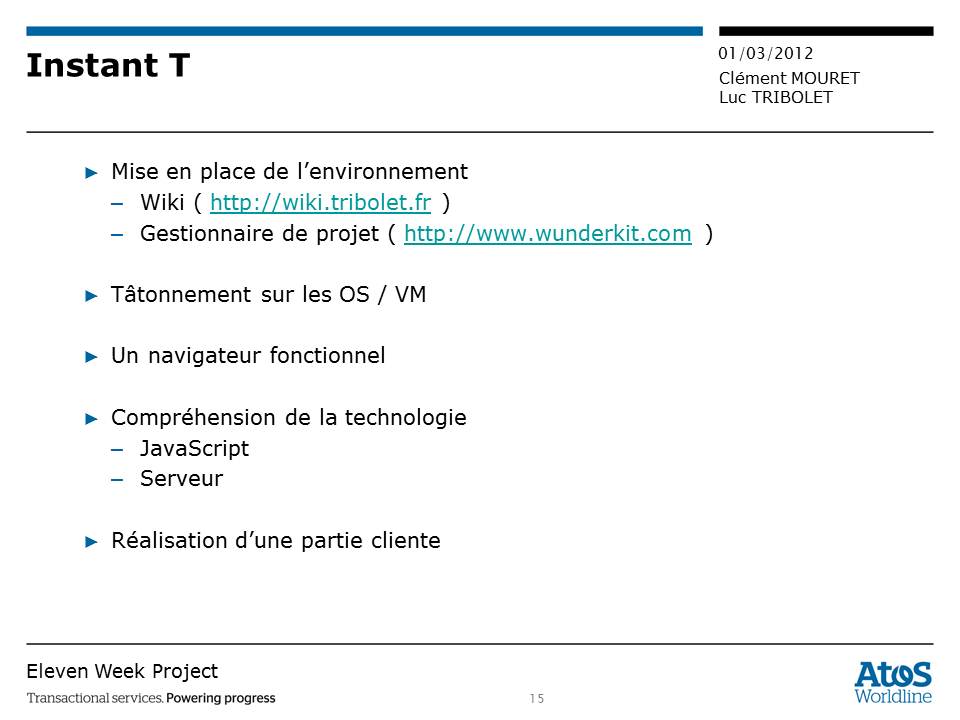 Instant T
01/03/2012
Clément MOURET
Luc TRIBOLET
► Mise en place de l’environnement
– Wiki ( http://wiki.tribolet.fr )
– Gestionnaire de projet ( http://www.wunderkit.com )
► Tâtonnement sur les OS / VM
► Un navigateur fonctionnel
► Compréhension de la technologie
– JavaScript
– Serveur
► Réalisation d’une partie cliente
Eleven Week Project
Transactional services. Powering progress
15
Atos
Worldline